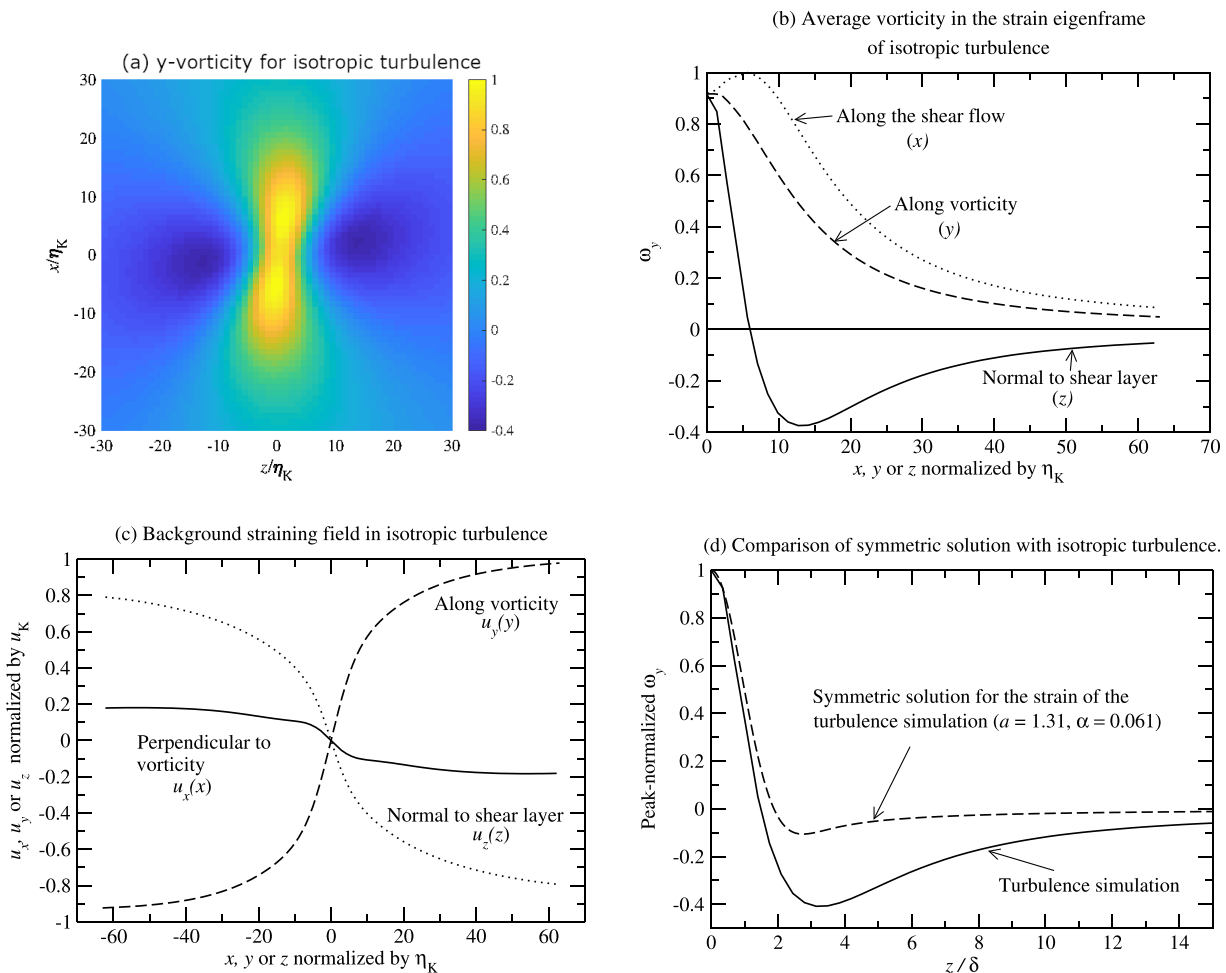 (a) y-vorticity for isotropic turbulence
30
20
10
0
-10
-20
-30
x/ηK
-30 -20 -10 0 10 20 30
z/ηK
1
0.8
0.6
0.4
0.2
0
-0.2
-0.4
(b) Average vorticity in the strain eigenframe
of isotropic turbulence
1
0.8
0.6
0.4
0.2
0
-0.2
-0.4
ωy
Along the shear flow
(x)
Along vorticity
(y)
Normal to shear layer
(z)
0 10 20 30 40 50 60 70
x, y or z normalized by ηK
(c) Background straining field in isotropic turbulence
1
0.8
0.6
0.4
0.2
0
-0.2
-0.4
-0.6
-0.8
-1
ux, uy or uz normalized by uK
Along vorticity
uy(y)
Perpendicular to
vorticity
ux(x)
Normal to shear layer
uz(z)
-60 -40 -20 0 20 40 60
x, y or z normalized by ηK
(d) Comparison of symmetric solution with isotropic turbulence.
1
0.8
0.6
0.4
0.2
0
-0.2
-0.4
Peak-normalized ωy
Symmetric solution for the strain of the
turbulence simulation (a = 1.31, α = 0.061)
Turbulence simulation
0 2 4 6 8 10 12 14
z/δ